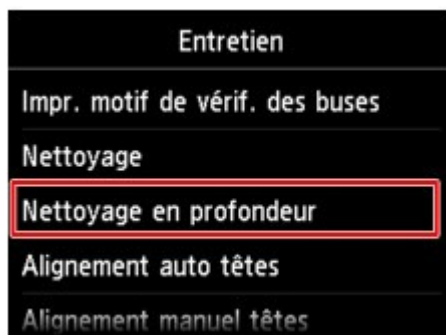 Entretien
Impr. motif de vérif. des buses
Nettoyage
Nettoyage en profondeur
Alignement auto têtes
Alignement manuel têtes